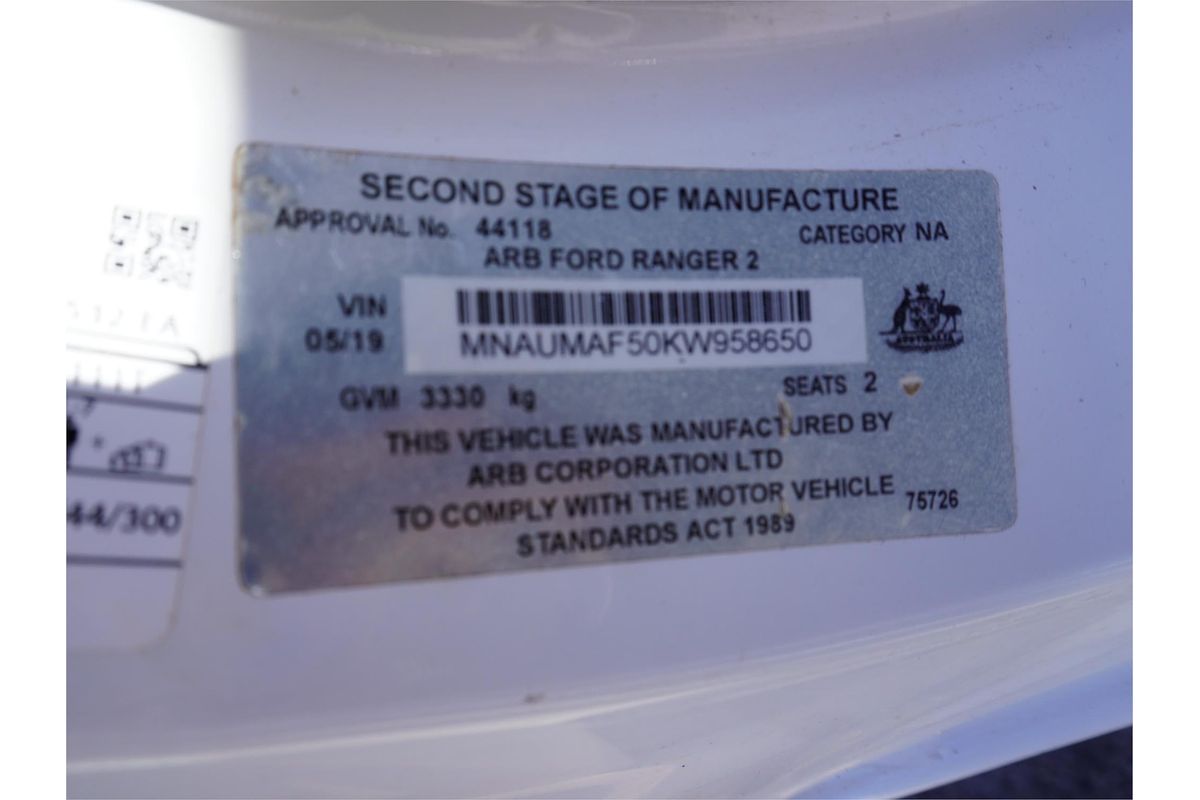 SECOND STAGE OF MANUFACTURE
APPROVAL No. 44118
CATEGORY NA
ARB FORD RANGER 2
VIN
05/19
MNAUMAF50KW958650
AUSTRALIA
GVM 3330 kg
SEATS 2
THIS VEHICLE WAS MANUFACTURED BY
ARB CORPORATION LTD
TO COMPLY WITH THE MOTOR VEHICLE
STANDARDS ACT 1989
75726
44/300